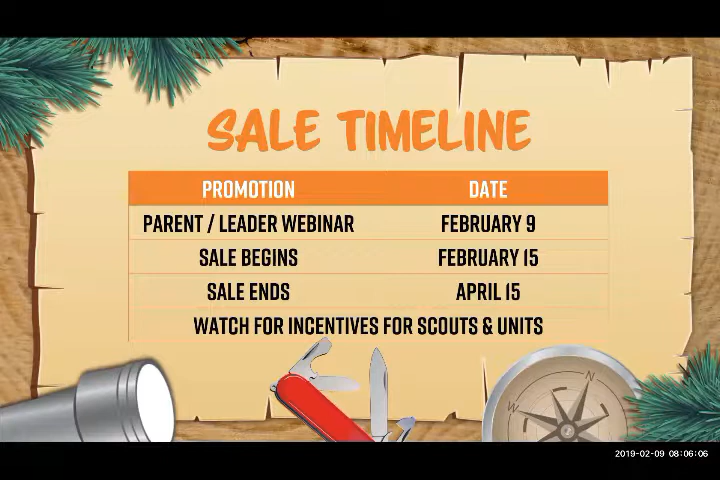 SALE TIMELINE
PROMOTION DATE
PARENT / LEADER WEBINAR FEBRUARY 9
SALE BEGINS FEBRUARY 15
SALE ENDS APRIL 15
WATCH FOR INCENTIVES FOR SCOUTS & UNITS
N
W
2019-02-09 08:06:06